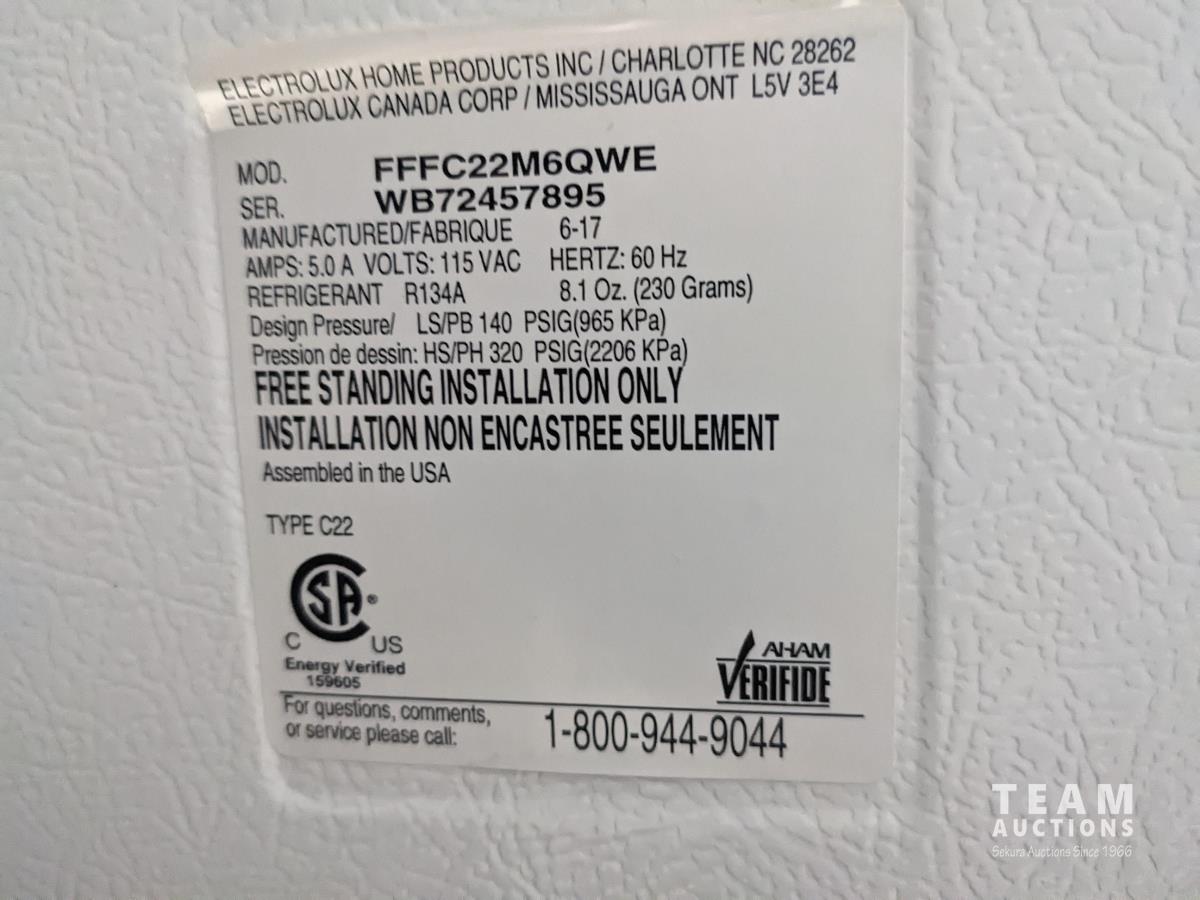 ELECTROLUX HOME PRODUCTS INC / CHARLOTTE NC 28262
ELECTROLUX CANADA CORP / MISSISSAUGA ONT L5V 3E4
MOD. FFFC22M6QWE
SER. WB72457895
MANUFACTURED/FABRIQUE 6-17
AMPS: 5.0 A VOLTS: 115 VAC HERTZ: 60 Hz
REFRIGERANT R134A 8.1 Oz. (230 Grams)
Design Pressure/ LS/PB 140 PSIG(965 KPa)
Pression de dessin: HS/PH 320 PSIG(2206 KPa)
FREE STANDING INSTALLATION ONLY
INSTALLATION NON ENCASTREE SEULEMENT
Assembled in the USA
TYPE C22
SA ®
C US
Energy Verified
159605
AHAM
VERIFIDE
For questions, comments,
or service please call: 1-800-944-9044
TEAM
AUCTIONS
Sekura Auctions Since 1966